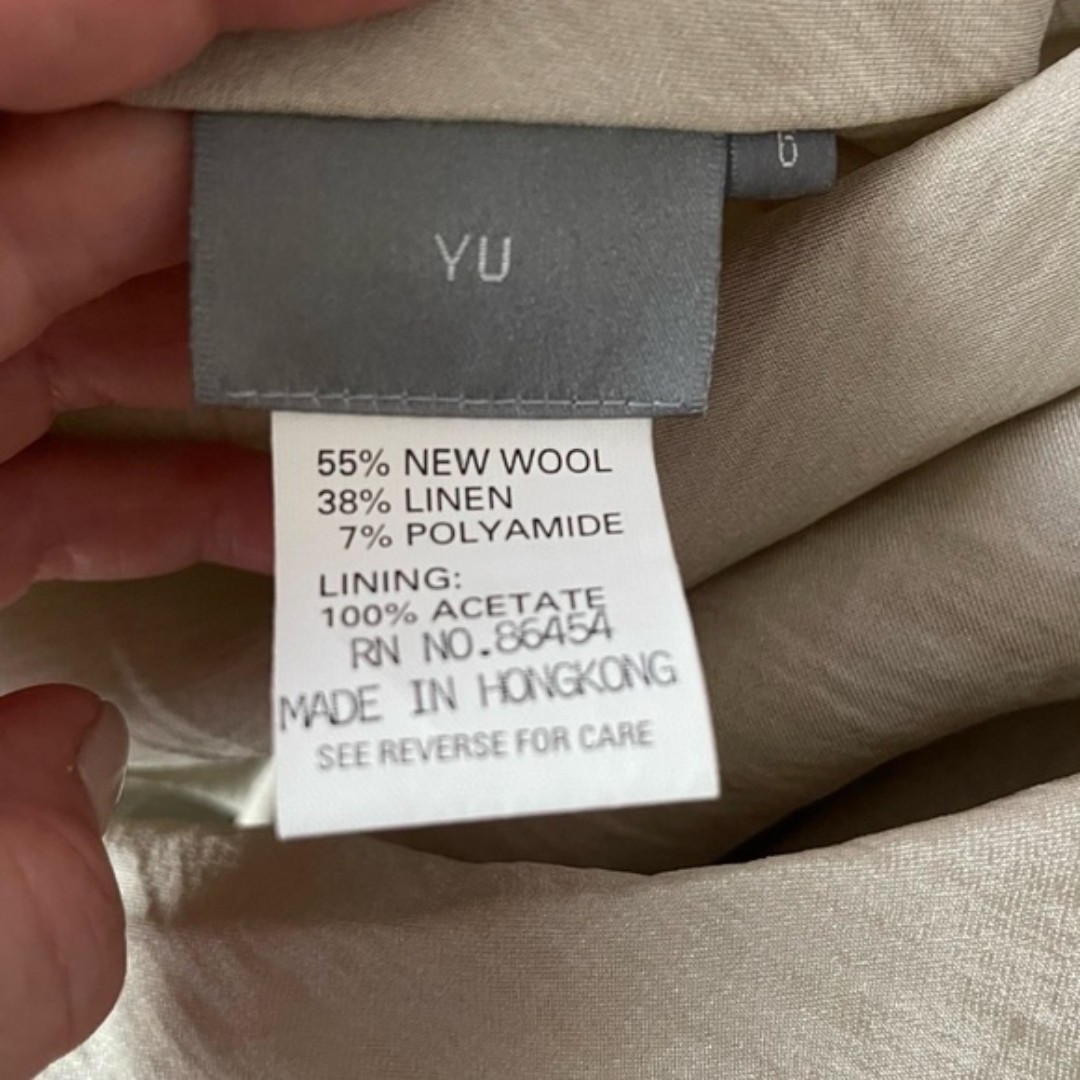 6
YU
55% NEW WOOL
38% LINEN
7% POLYAMIDE
LINING:
100% ACETATE
RN NO.86454
MADE IN HONGKONG
SEE REVERSE FOR CARE